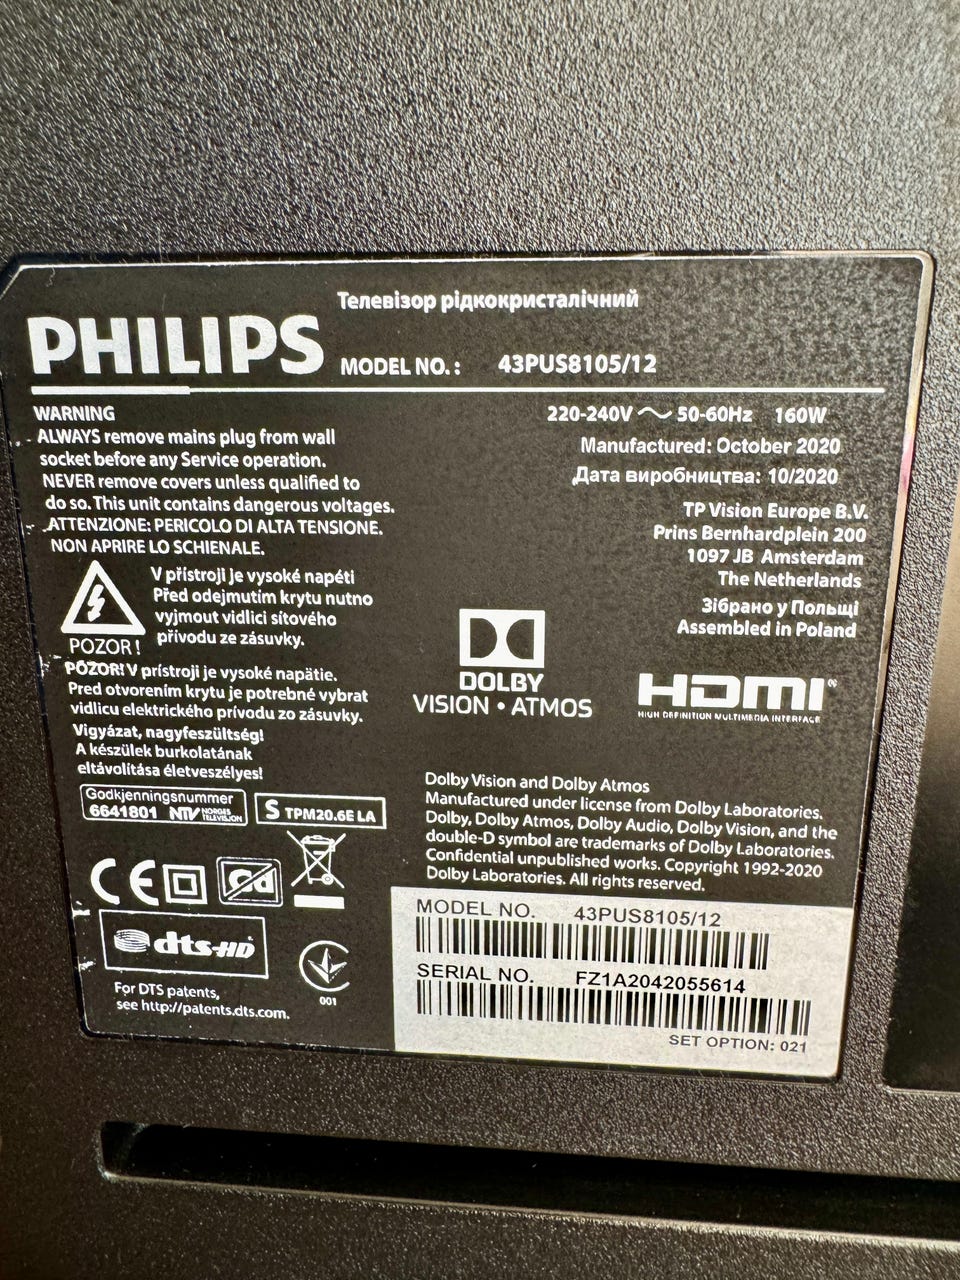 Телевізор рідкокристалічний
PHILIPS
MODEL NO. : 43PUS8105/12
WARNING
ALWAYS remove mains plug from wall
socket before any Service operation.
NEVER remove covers unless qualified to
do so. This unit contains dangerous voltages.
ATTENZIONE: PERICOLO DI ALTA TENSIONE.
NON APRIRE LO SCHIENALE.
V přístroji je vysoké napětí
Před odejmutím krytu nutno
vyjmout vidlici síťového
přívodu ze zásuvky.
POZOR !
POZOR! V prístroji je vysoké napätie.
Pred otvorením krytu je potrebné vybrat
vidlicu elektrického prívodu zo zásuvky.
Vigyázat, nagyfeszültség!
A készülek burkolatának
eltávolítása életveszélyes!
Godkjenningsnummer
6641801 NTV NORGES TELEVISJON
S TPM20.6E LA
220-240V ~ 50-60Hz 160W
Manufactured: October 2020
Дата виробництва: 10/2020
TP Vision Europe B.V.
Prins Bernhardplein 200
1097 JB Amsterdam
The Netherlands
Зібрано у Польщі
Assembled in Poland
DOLBY
VISION • ATMOS
HDMI®
HIGH DEFINITION MULTIMEDIA INTERFACE
Dolby Vision and Dolby Atmos
Manufactured under license from Dolby Laboratories.
Dolby, Dolby Atmos, Dolby Audio, Dolby Vision, and the
double-D symbol are trademarks of Dolby Laboratories.
Confidential unpublished works. Copyright 1992-2020
Dolby Laboratories. All rights reserved.
CE
Cd
dts-HD
001
For DTS patents,
see http://patents.dts.com.
MODEL NO. 43PUS8105/12
SERIAL NO. FZ1A2042055614
SET OPTION: 021